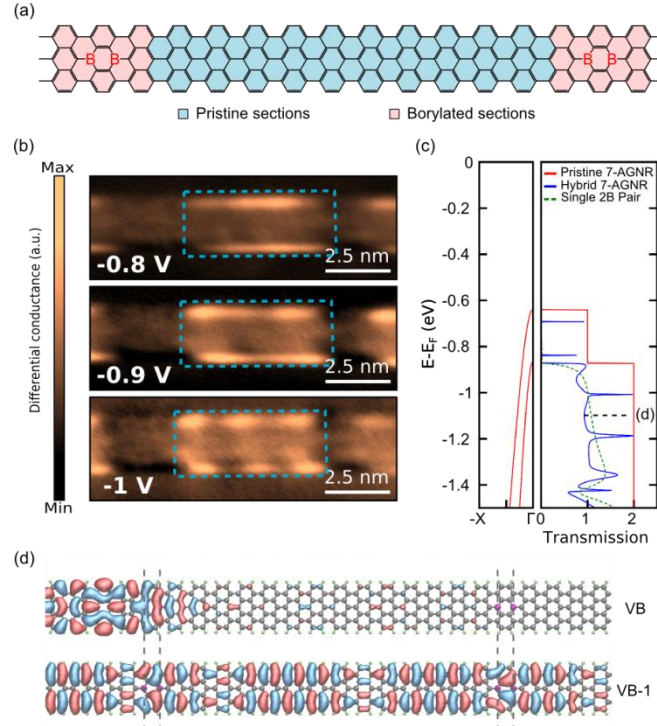 (a)
B B
B B
Pristine sections
Borylated sections
(b)
Max
Differential conductance (a.u.)
Min
-0.8 V
2.5 nm
-0.9 V
2.5 nm
-1 V
2.5 nm
(c)
E-E_F (eV)
0
-0.2
-0.4
-0.6
-0.8
-1
-1.2
-1.4
-X
Γ
0
1
2
Transmission
Pristine 7-AGNR
Hybrid 7-AGNR
Single 2B Pair
(d)
(d)
VB
VB-1